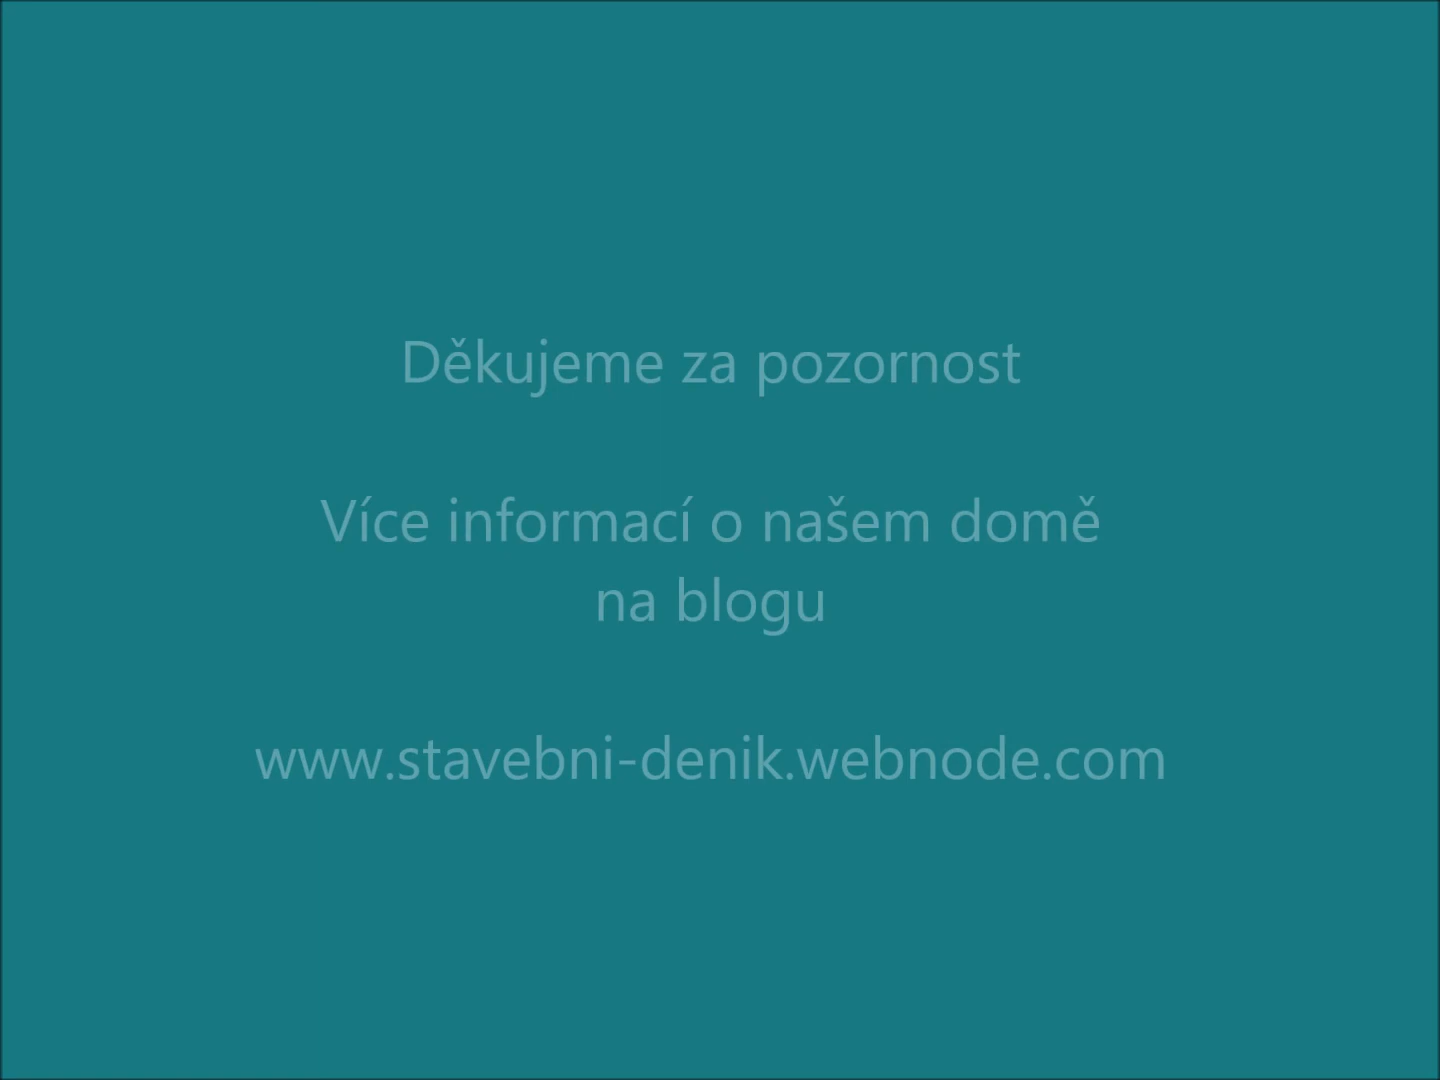 Děkujeme za pozornost
Více informací o našem domě
na blogu
www.stavebni-denik.webnode.com